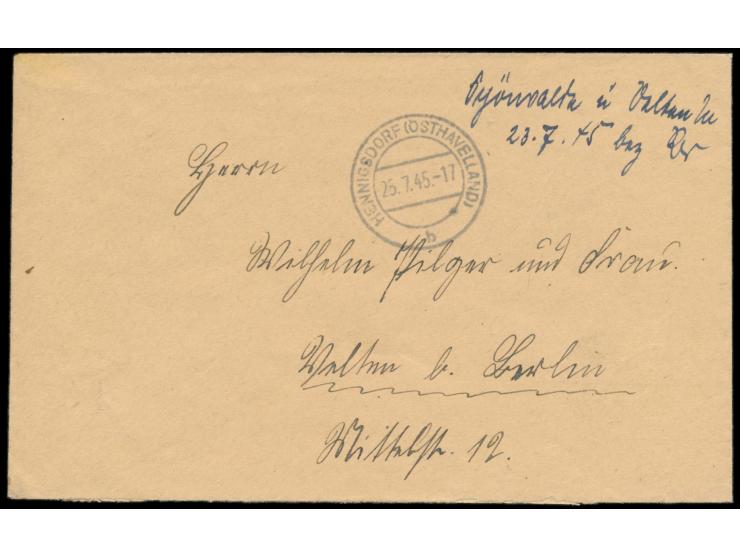 Schönwalde ü Velten
23.7.45 bez
HENNIGSDORF (OSTHAVELLAND)
25.7.45.-17
b
Herrn
Wilhelm Pilger und Frau.
Velten b. Berlin
Mittelstr. 12.